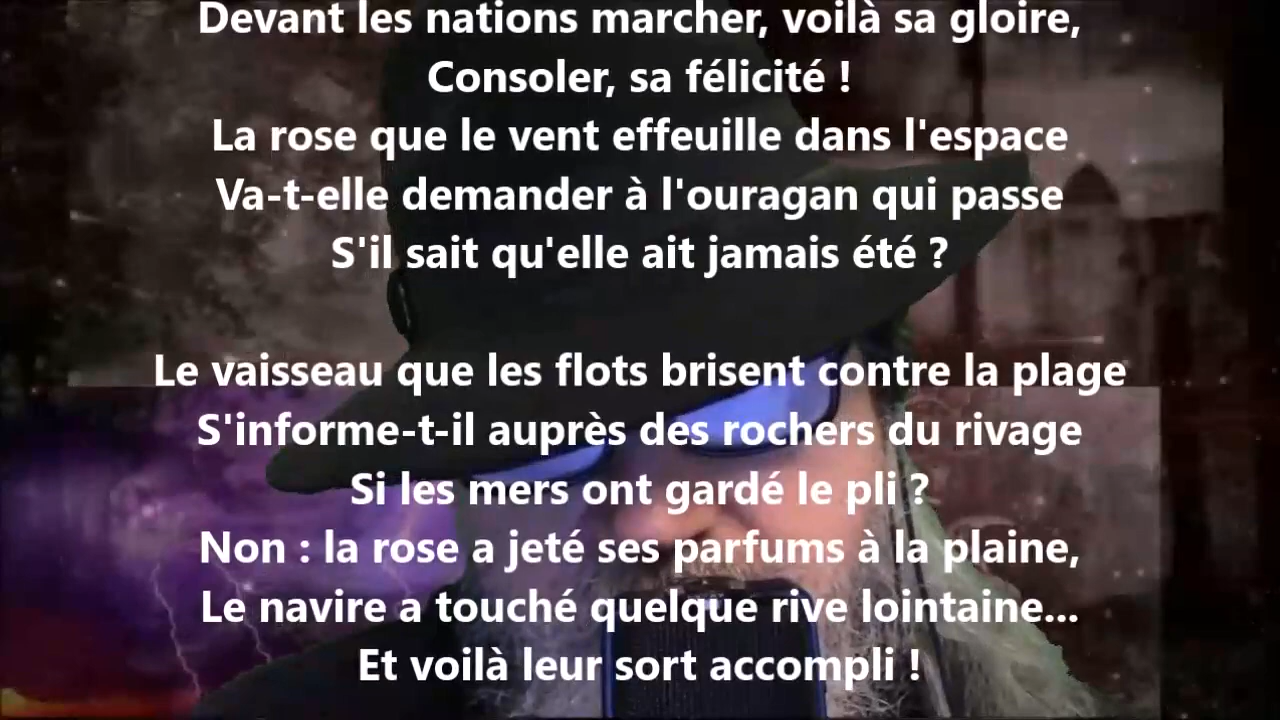 Devant les nations marcher, voilà sa gloire,
Consoler, sa félicité !
La rose que le vent effeuille dans l'espace
Va-t-elle demander à l'ouragan qui passe
S'il sait qu'elle ait jamais été ?
Le vaisseau que les flots brisent contre la plage
S'informe-t-il auprès des rochers du rivage
Si les mers ont gardé le pli ?
Non : la rose a jeté ses parfums à la plaine,
Le navire a touché quelque rive lointaine...
Et voilà leur sort accompli !